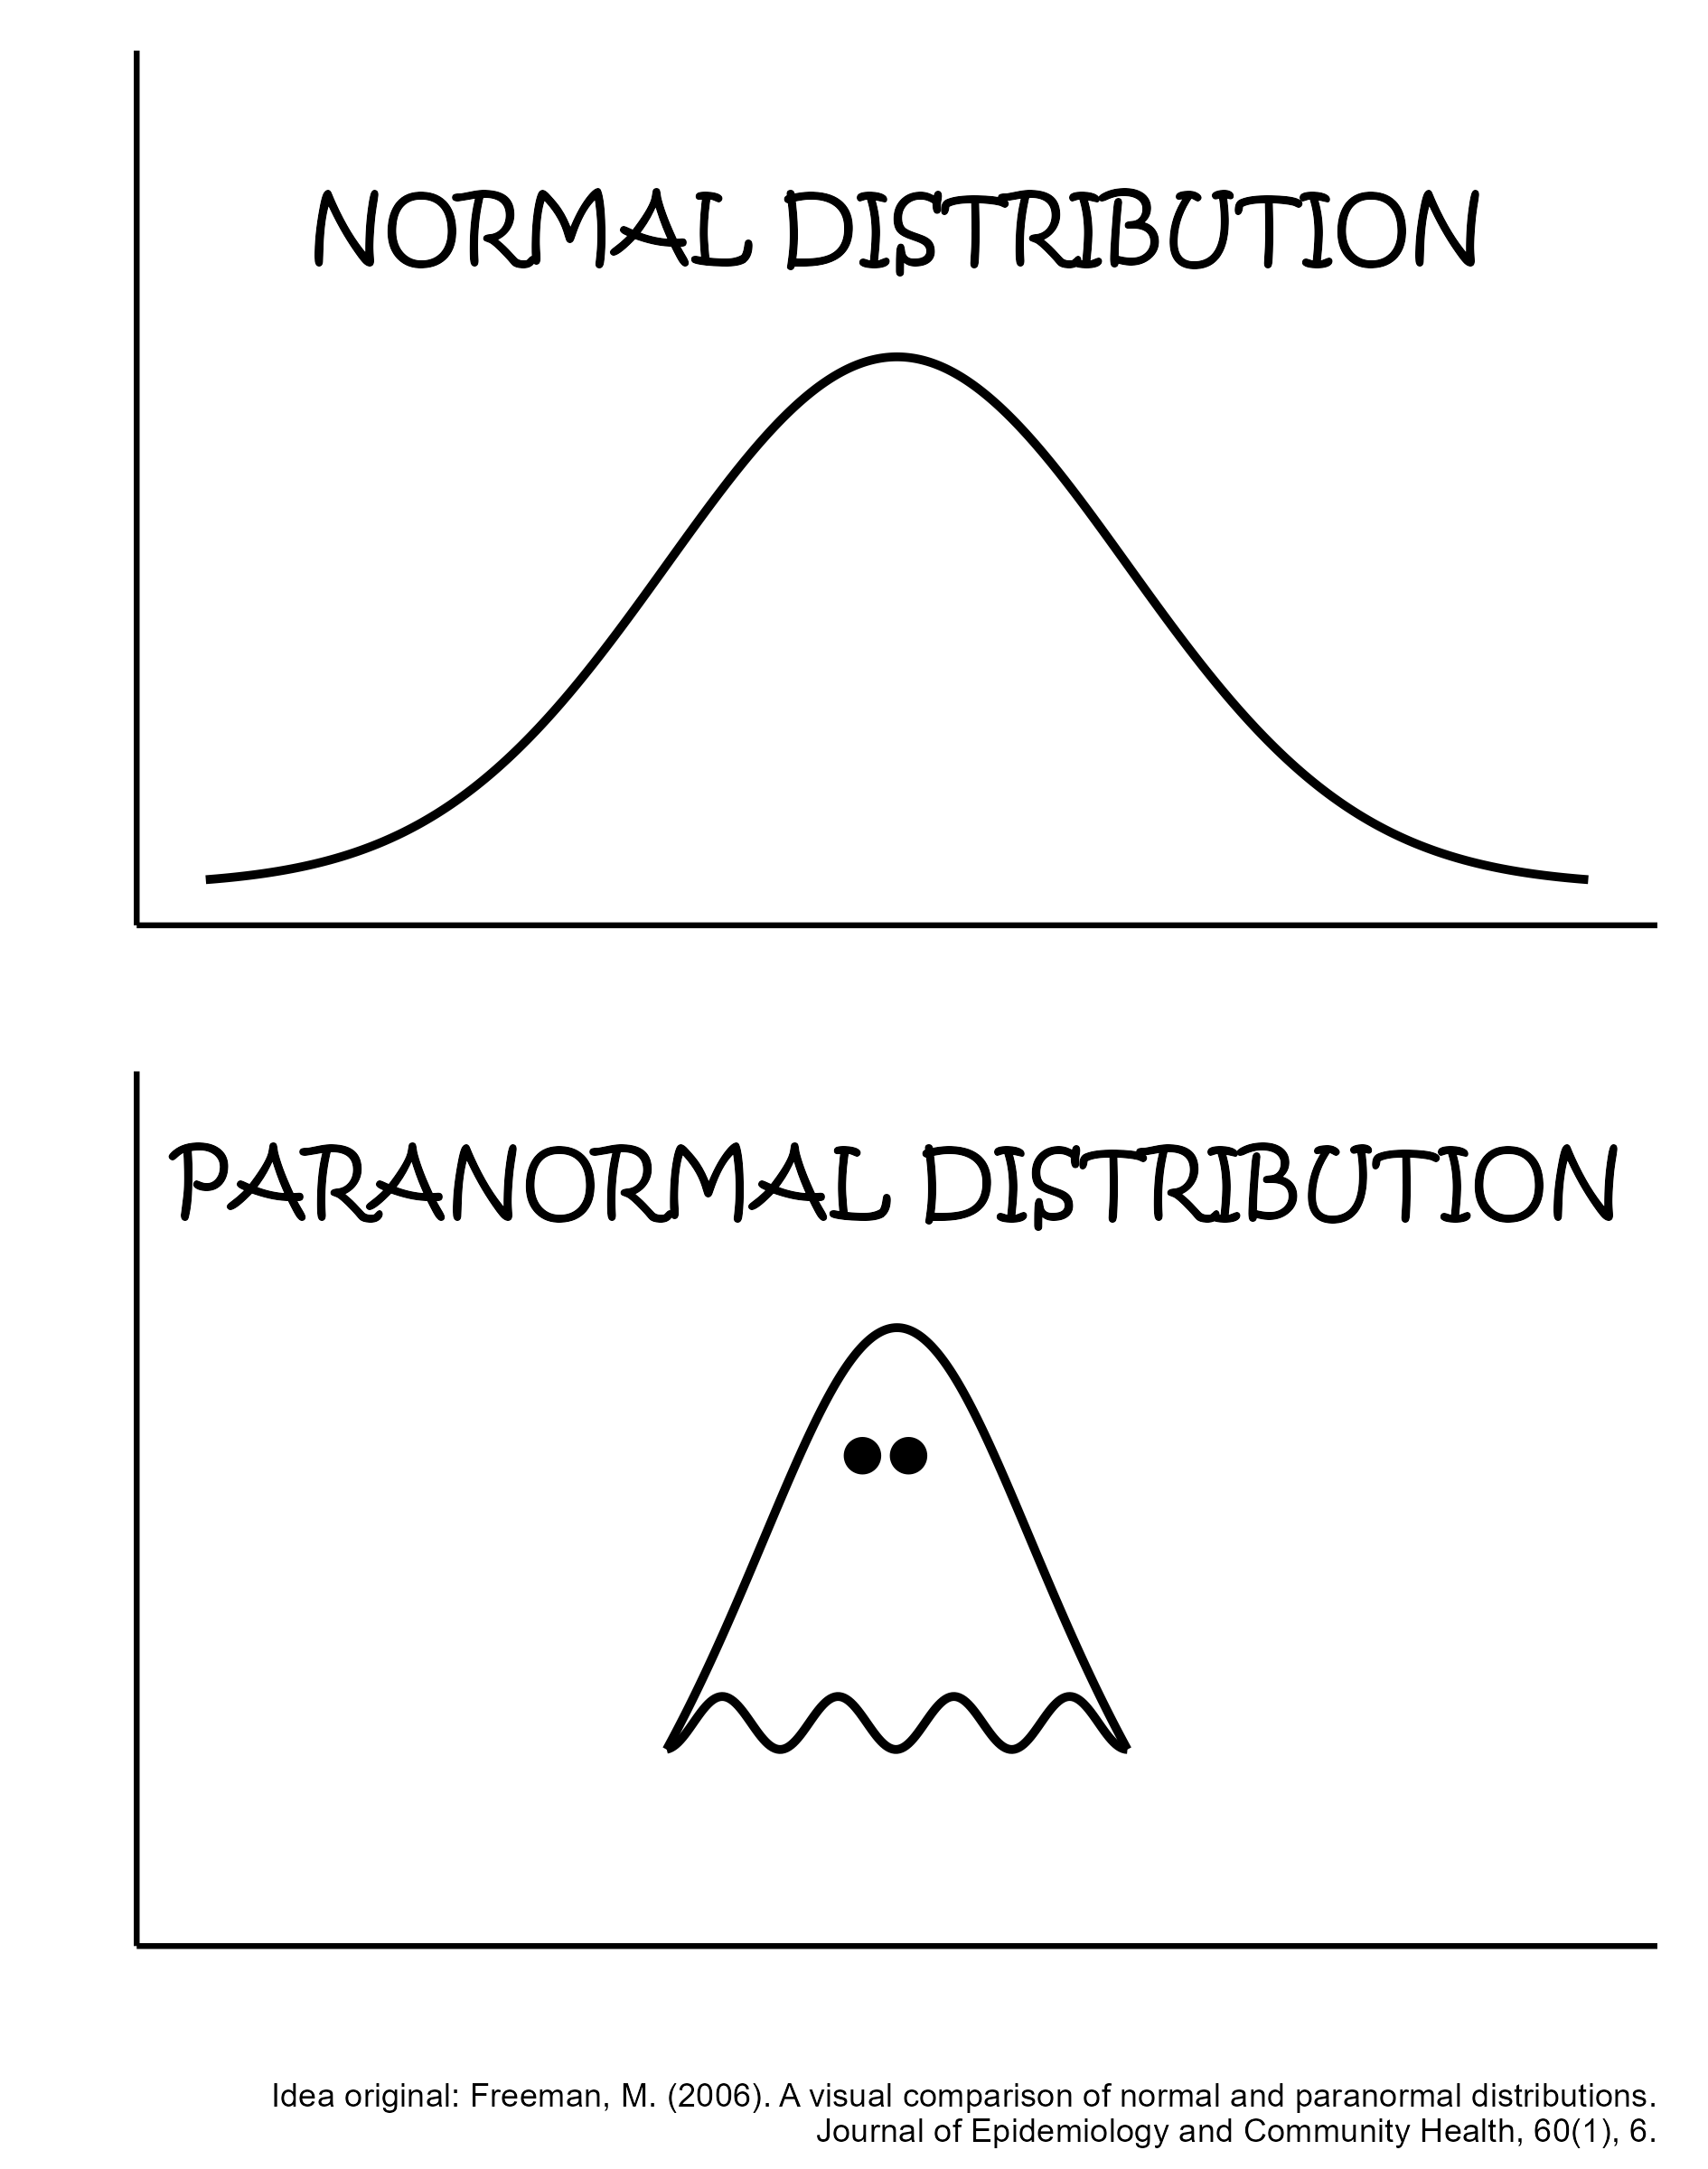 NORMAL DISTRIBUTION
PARANORMAL DISTRIBUTION
Idea original: Freeman, M. (2006). A visual comparison of normal and paranormal distributions.
Journal of Epidemiology and Community Health, 60(1), 6.